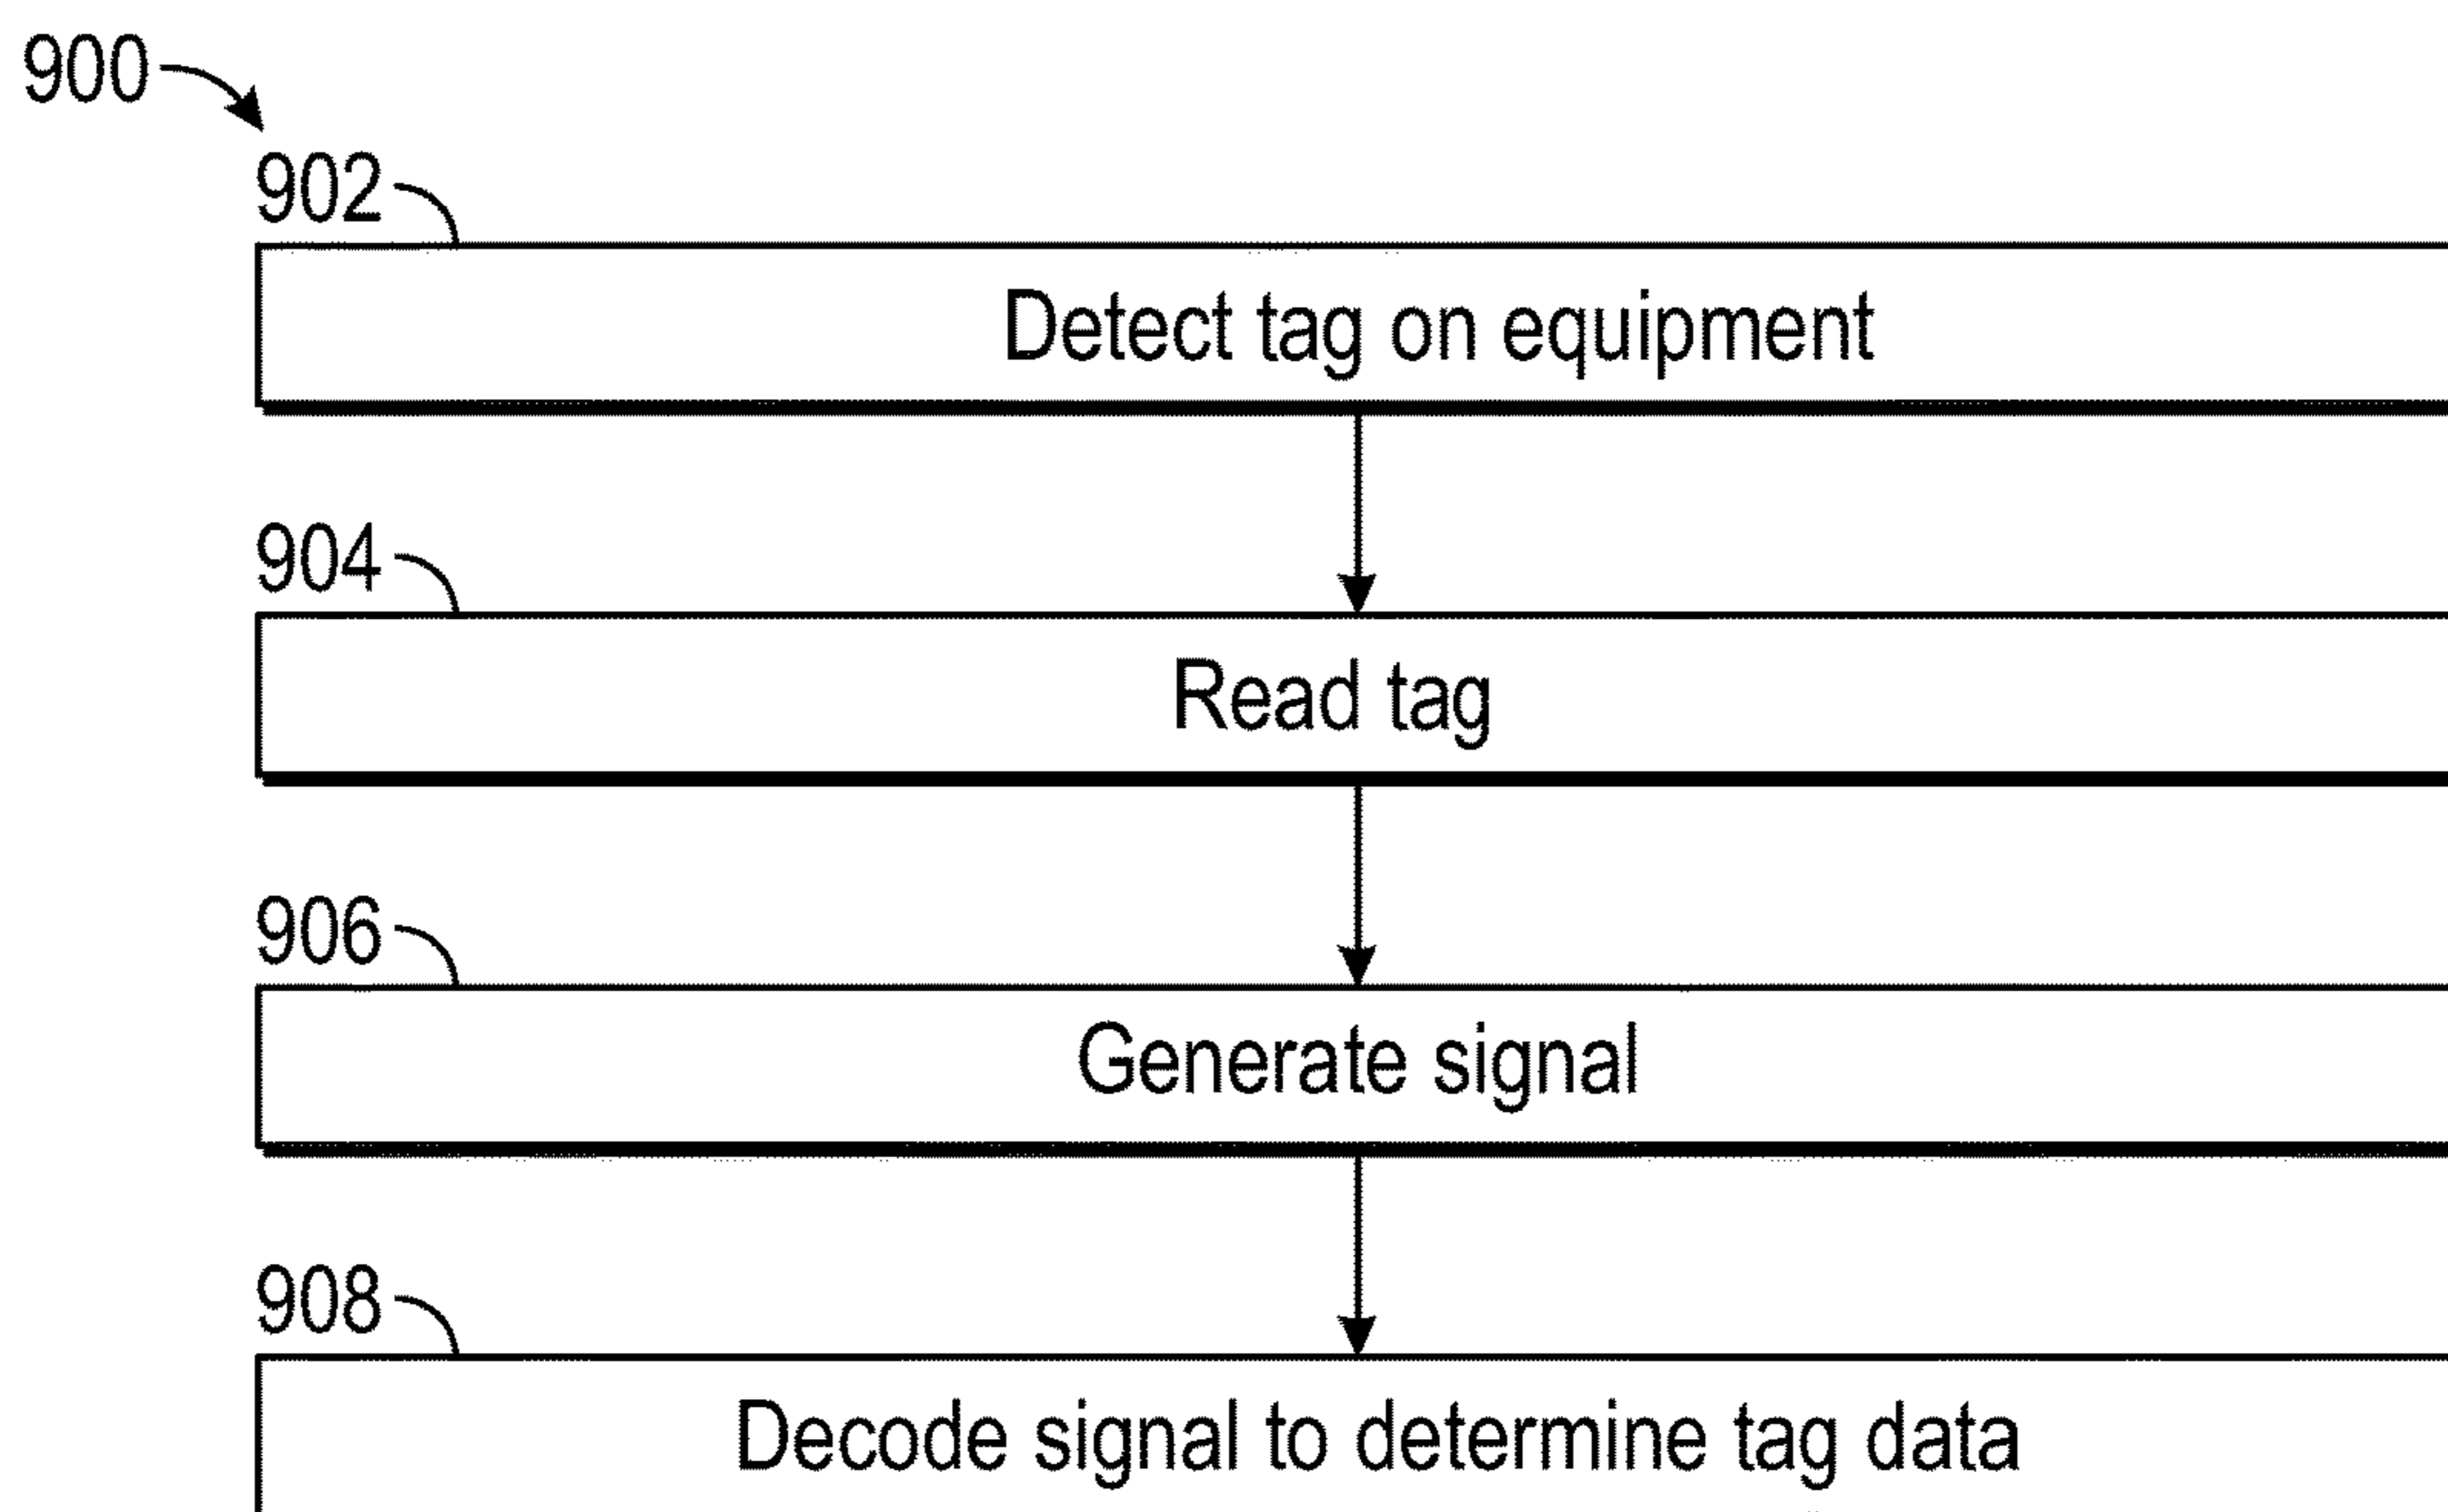 900
902
Detect tag on equipment
904
Read tag
906
Generate signal
908
Decode signal to determine tag data